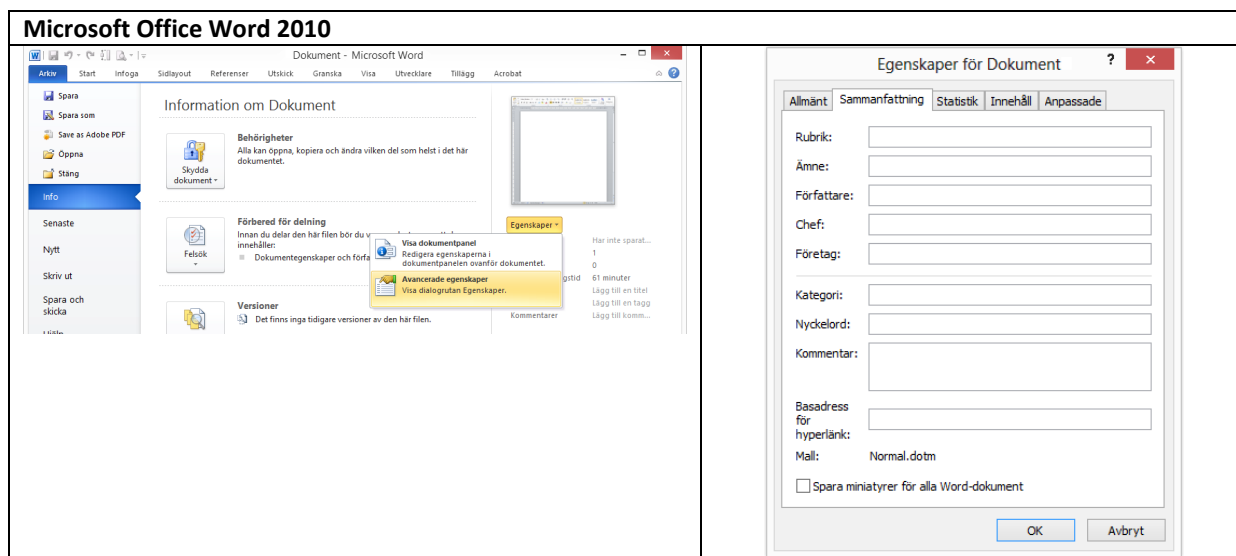 Microsoft Office Word 2010
Dokument - Microsoft Word
Arkiv Start Infoga Sidlayout Referenser Utskick Granska Visa Utvecklare Tillägg Acrobat
Spara
Spara som
Save as Adobe PDF
Öppna
Stäng
Info
Senaste
Nytt
Skriv ut
Spara och
skicka
Information om Dokument
Skydda
dokument
Behörigheter
Alla kan öppna, kopiera och ändra vilken del som helst i det här
dokumentet.
Felsök
Förbered för delning
Innan du delar den här filen bör du
innehåller:
Dokumentegenskaper och förfa
Versioner
Det finns inga tidigare versioner av den här filen.
Egenskaper
Visa dokumentpanel
Redigera egenskaperna i
dokumentpanelen ovanför dokumentet.
Avancerade egenskaper
Visa dialogrutan Egenskaper.
Har inte sparat...
1
0
gstid 61 minuter
Lägg till en titel
Lägg till en tagg
Kommentarer Lägg till komm...
Egenskaper för Dokument
? ×
Allmänt Sammanfattning Statistik Innehåll Anpassade
Rubrik:
Ämne:
Författare:
Chef:
Företag:
Kategori:
Nyckelord:
Kommentar:
Basadress
för
hyperlänk:
Mall: Normal.dotm
Spara miniatyrer för alla Word-dokument
OK Avbryt